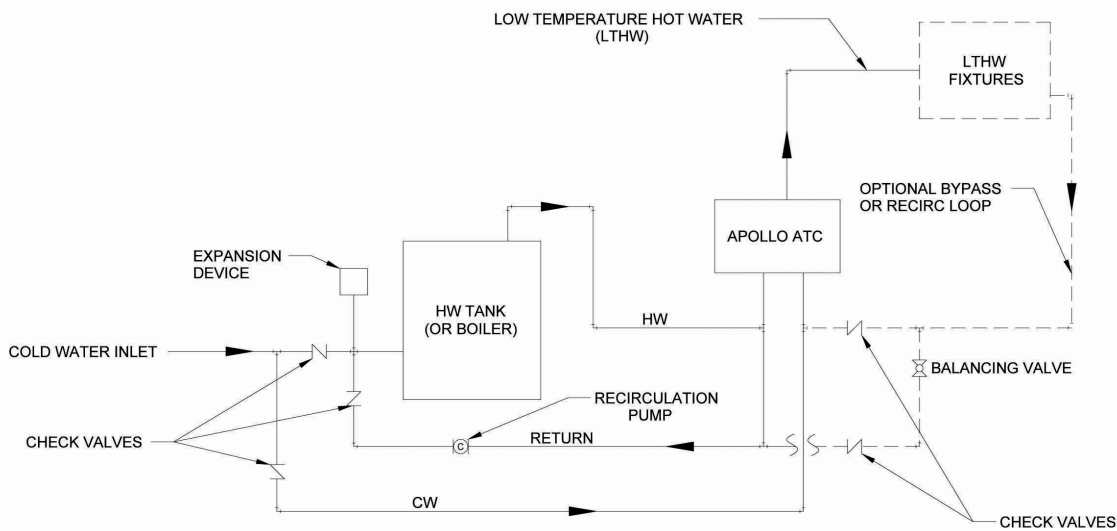 LOW TEMPERATURE HOT WATER
(LTHW)
LTHW
FIXTURES
OPTIONAL BYPASS
OR RECIRC LOOP
APOLLO ATC
EXPANSION
DEVICE
HW TANK
(OR BOILER)
HW
COLD WATER INLET
BALANCING VALVE
RECIRCULATION
PUMP
CHECK VALVES
C
RETURN
CW
CHECK VALVES